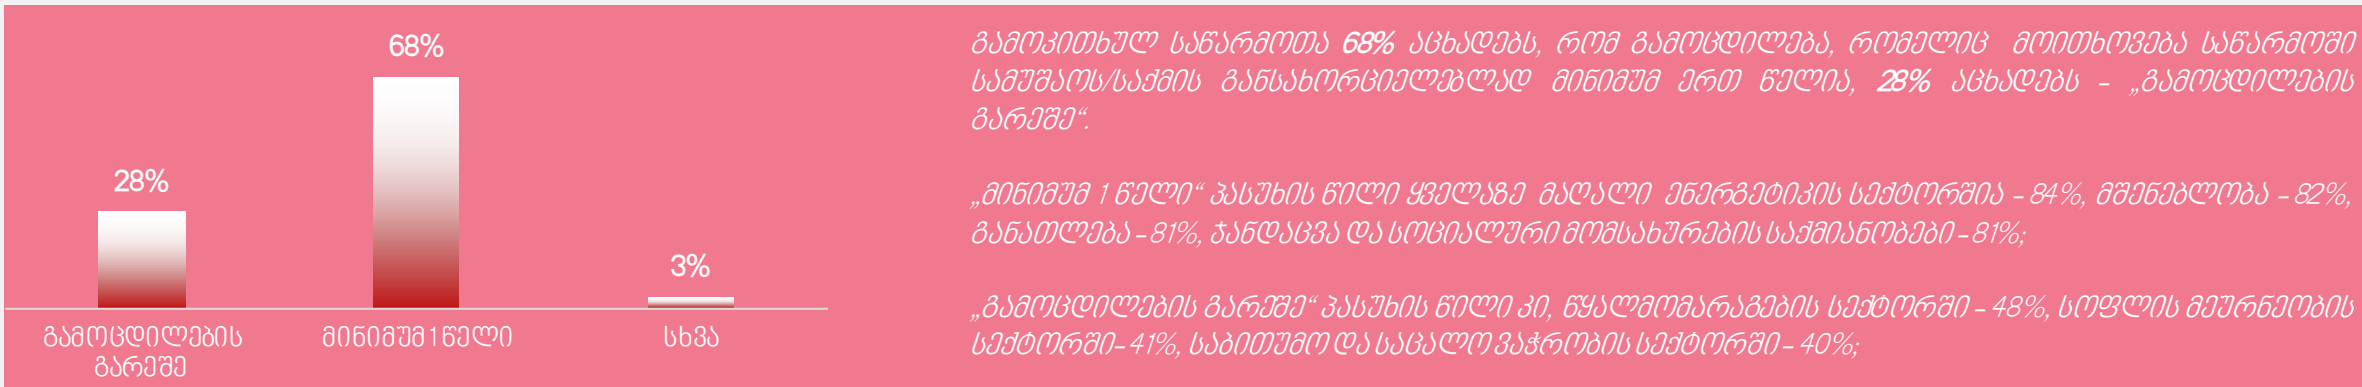 28%
68%
3%
გამოცდილების
გარეშე
მინიმუმ 1 წელი
სხვა
გამოკითხულ საწარმოთა 68% აცხადებს, რომ გამოცდილება, რომელიც მოითხოვება საწარმოში
სამუშაოს/საქმის განსახორციელებლად მინიმუმ ერთ წელია, 28% აცხადებს – „გამოცდილების
გარეშე“.
„მინიმუმ 1 წელი“ პასუხის წილი ყველაზე მაღალი ენერგეტიკის სექტორშია – 84%, მშენებლობა – 82%,
განათლება – 81%, ჯანდაცვა და სოციალური მომსახურების საქმიანობები – 81%;
„გამოცდილების გარეშე“ პასუხის წილი კი, წყალმომარაგების სექტორში – 48%, სოფლის მეურნეობის
სექტორში– 41%, საბითუმო და საცალო ვაჭრობის სექტორში – 40%;